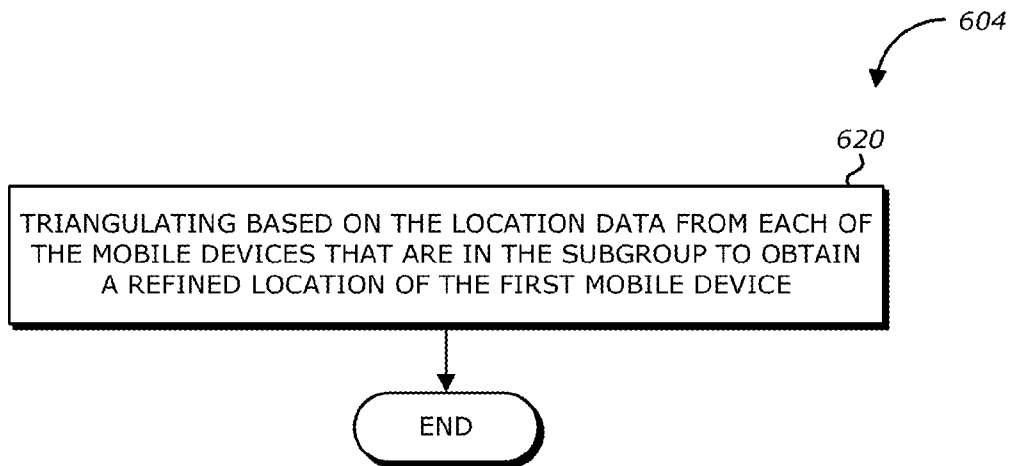 604
620
TRIANGULATING BASED ON THE LOCATION DATA FROM EACH OF
THE MOBILE DEVICES THAT ARE IN THE SUBGROUP TO OBTAIN
A REFINED LOCATION OF THE FIRST MOBILE DEVICE
END